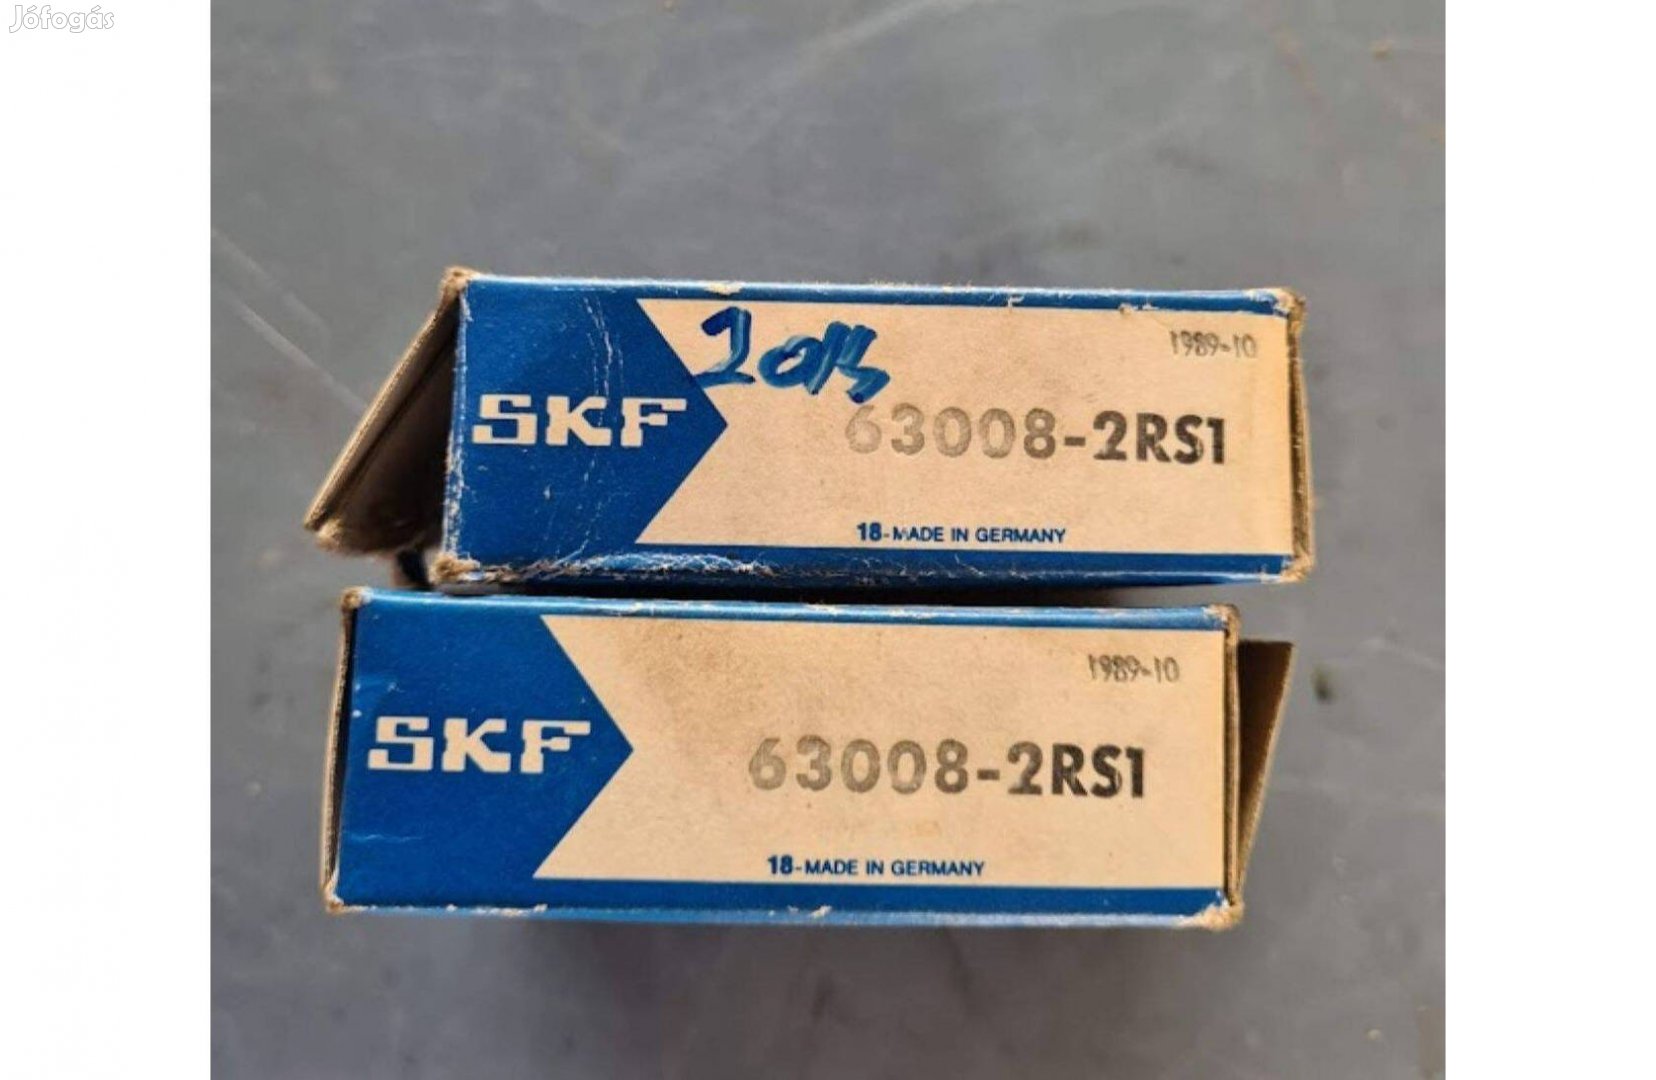 Jófogás
1989-10
SKF
63008-2RS1
18-MADE IN GERMANY
1989-10
SKF
63008-2RS1
18-MADE IN GERMANY